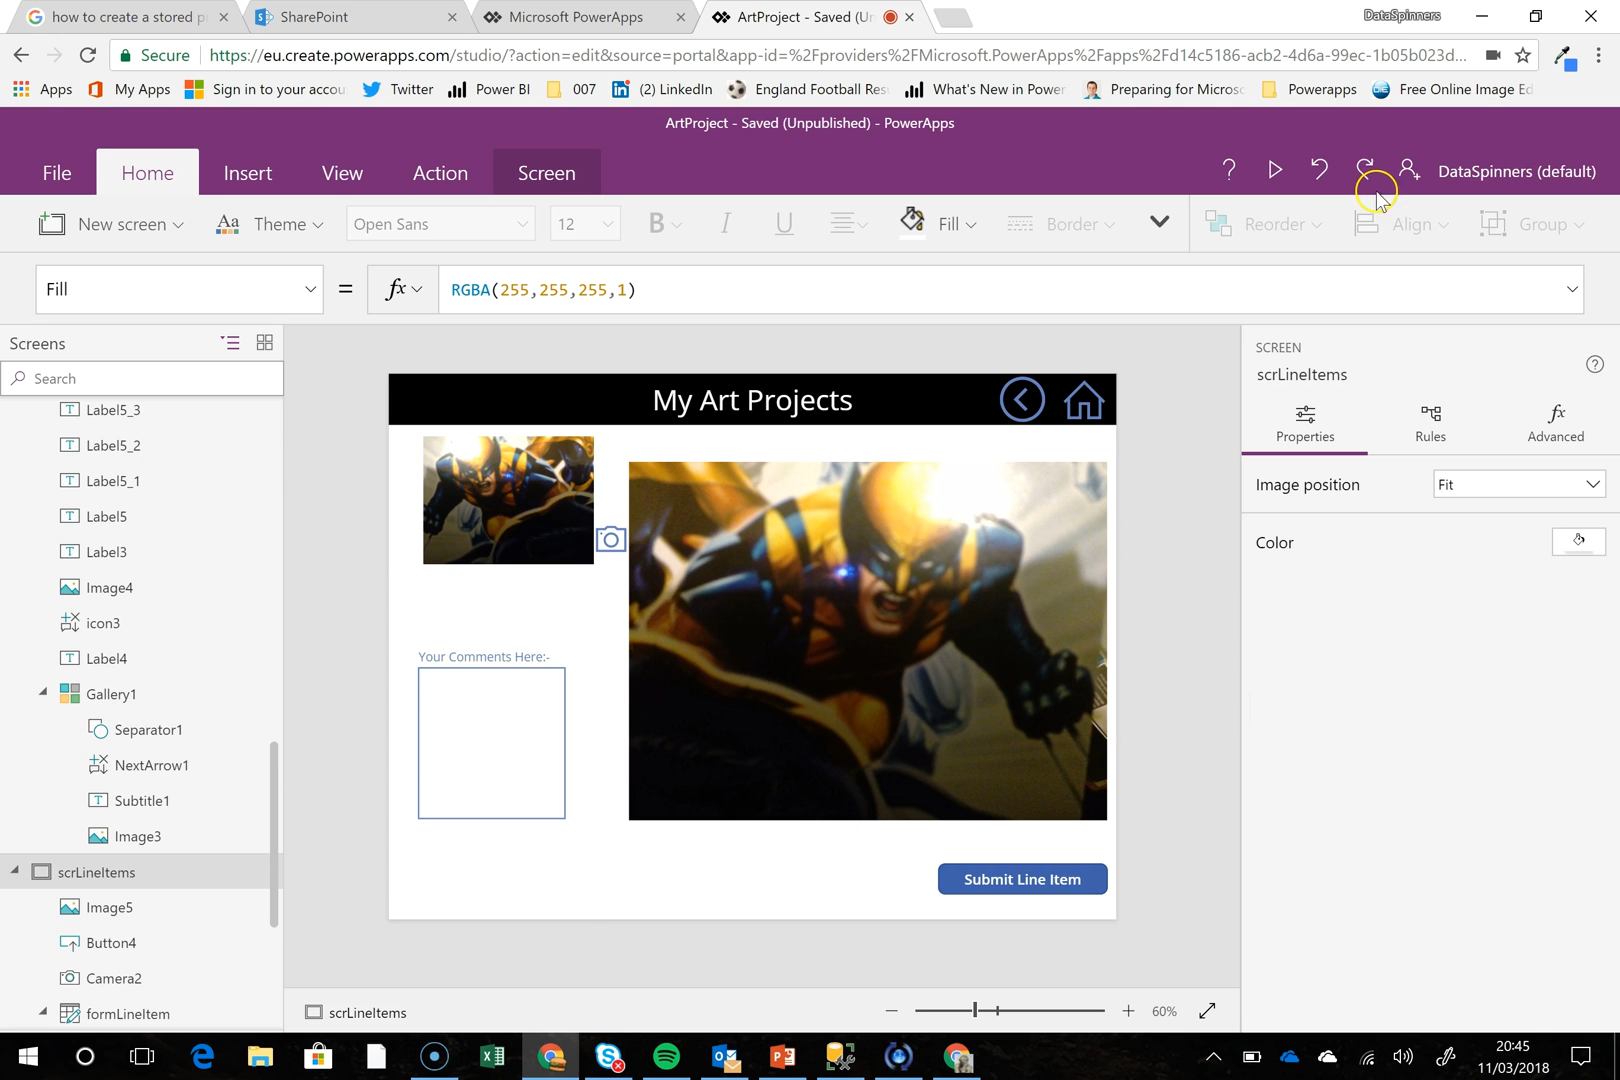 how to create a stored p
SharePoint
Microsoft PowerApps
ArtProject - Saved (Un
DataSpinners
Secure
https://eu.create.powerapps.com/studio/?action=edit&source=portal&app-id=%2Fproviders%2FMicrosoft.PowerApps%2Fapps%2Fd14c5186-acb2-4d6a-99ec-1b05b023d...
Apps
My Apps
Sign in to your accou
Twitter
Power BI
007
(2) LinkedIn
England Football Res
What's New in Power
Preparing for Microso
Powerapps
Free Online Image Ed
ArtProject - Saved (Unpublished) - PowerApps
File
Home
Insert
View
Action
Screen
DataSpinners (default)
New screen
Theme
Open Sans
12
B
I
U
Fill
Border
Reorder
Align
Group
Fill
=
fx
RGBA(255,255,255,1)
Screens
Search
Label5_3
Label5_2
Label5_1
Label5
Label3
Image4
icon3
Label4
Gallery1
Separator1
NextArrow1
Subtitle1
Image3
scrLineItems
Image5
Button4
Camera2
formLineItem
My Art Projects
Your Comments Here:-
Submit Line Item
scrLineItems
60%
SCREEN
scrLineItems
Properties
Rules
Advanced
Image position
Fit
Color
20:45
11/03/2018